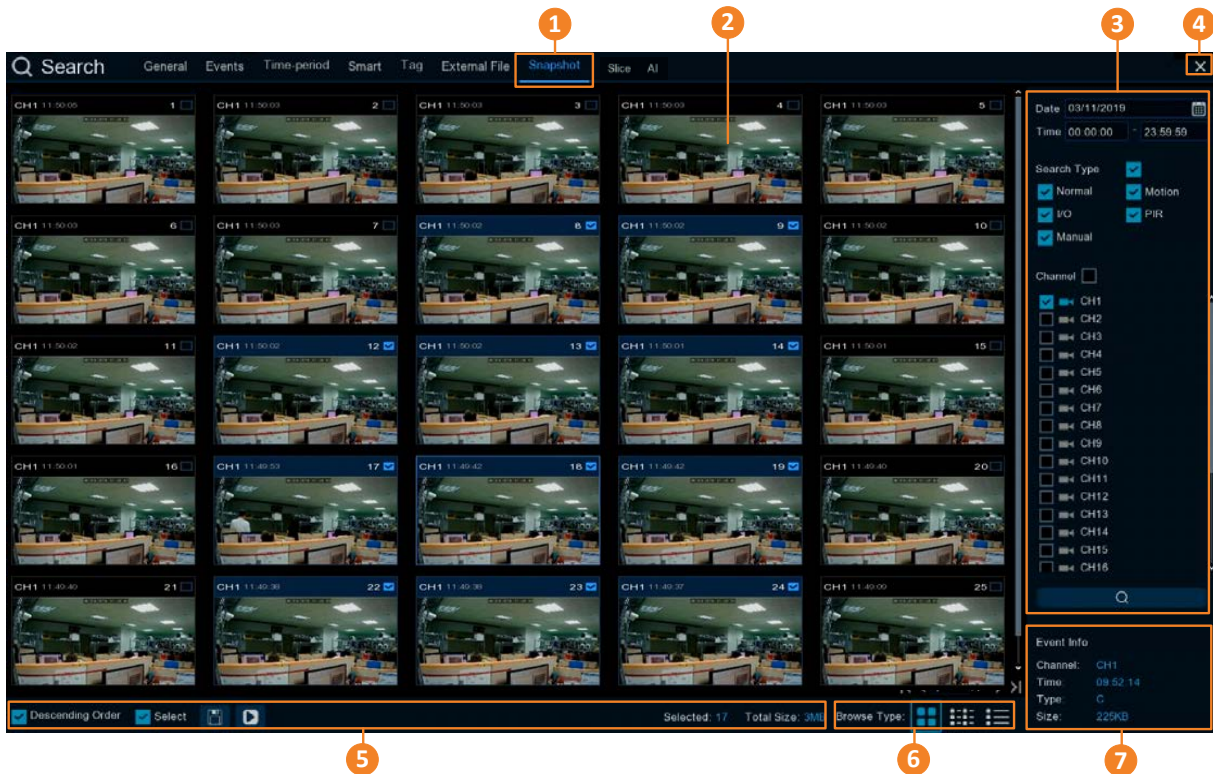 1 2 3 4
Search General Events Time-period Smart Tag External File Snapshot Slice AI
CH1 11:50:05 1 CH1 11:50:03 2 CH1 11:50:03 3 CH1 11:50:03 4 CH1 11:50:03 5
CH1 11:50:03 6 CH1 11:50:03 7 CH1 11:50:02 8 CH1 11:50:02 9 CH1 11:50:02 10
CH1 11:50:02 11 CH1 11:50:02 12 CH1 11:50:02 13 CH1 11:50:01 14 CH1 11:50:01 15
CH1 11:50:01 16 CH1 11:49:53 17 CH1 11:49:42 18 CH1 11:49:42 19 CH1 11:49:40 20
CH1 11:49:40 21 CH1 11:49:38 22 CH1 11:49:38 23 CH1 11:49:37 24 CH1 11:49:09 25
Date 03/11/2019
Time 00:00:00 - 23:59:59
Search Type
Normal Motion
I/O PIR
Manual
Channel
CH1
CH2
CH3
CH4
CH5
CH6
CH7
CH8
CH9
CH10
CH11
CH12
CH13
CH14
CH15
CH16
Event Info
Channel: CH1
Time: 09:52:14
Type: C
Size: 225KB
Descending Order Select Selected: 17 Total Size: 3MB Browse Type:
5 6 7